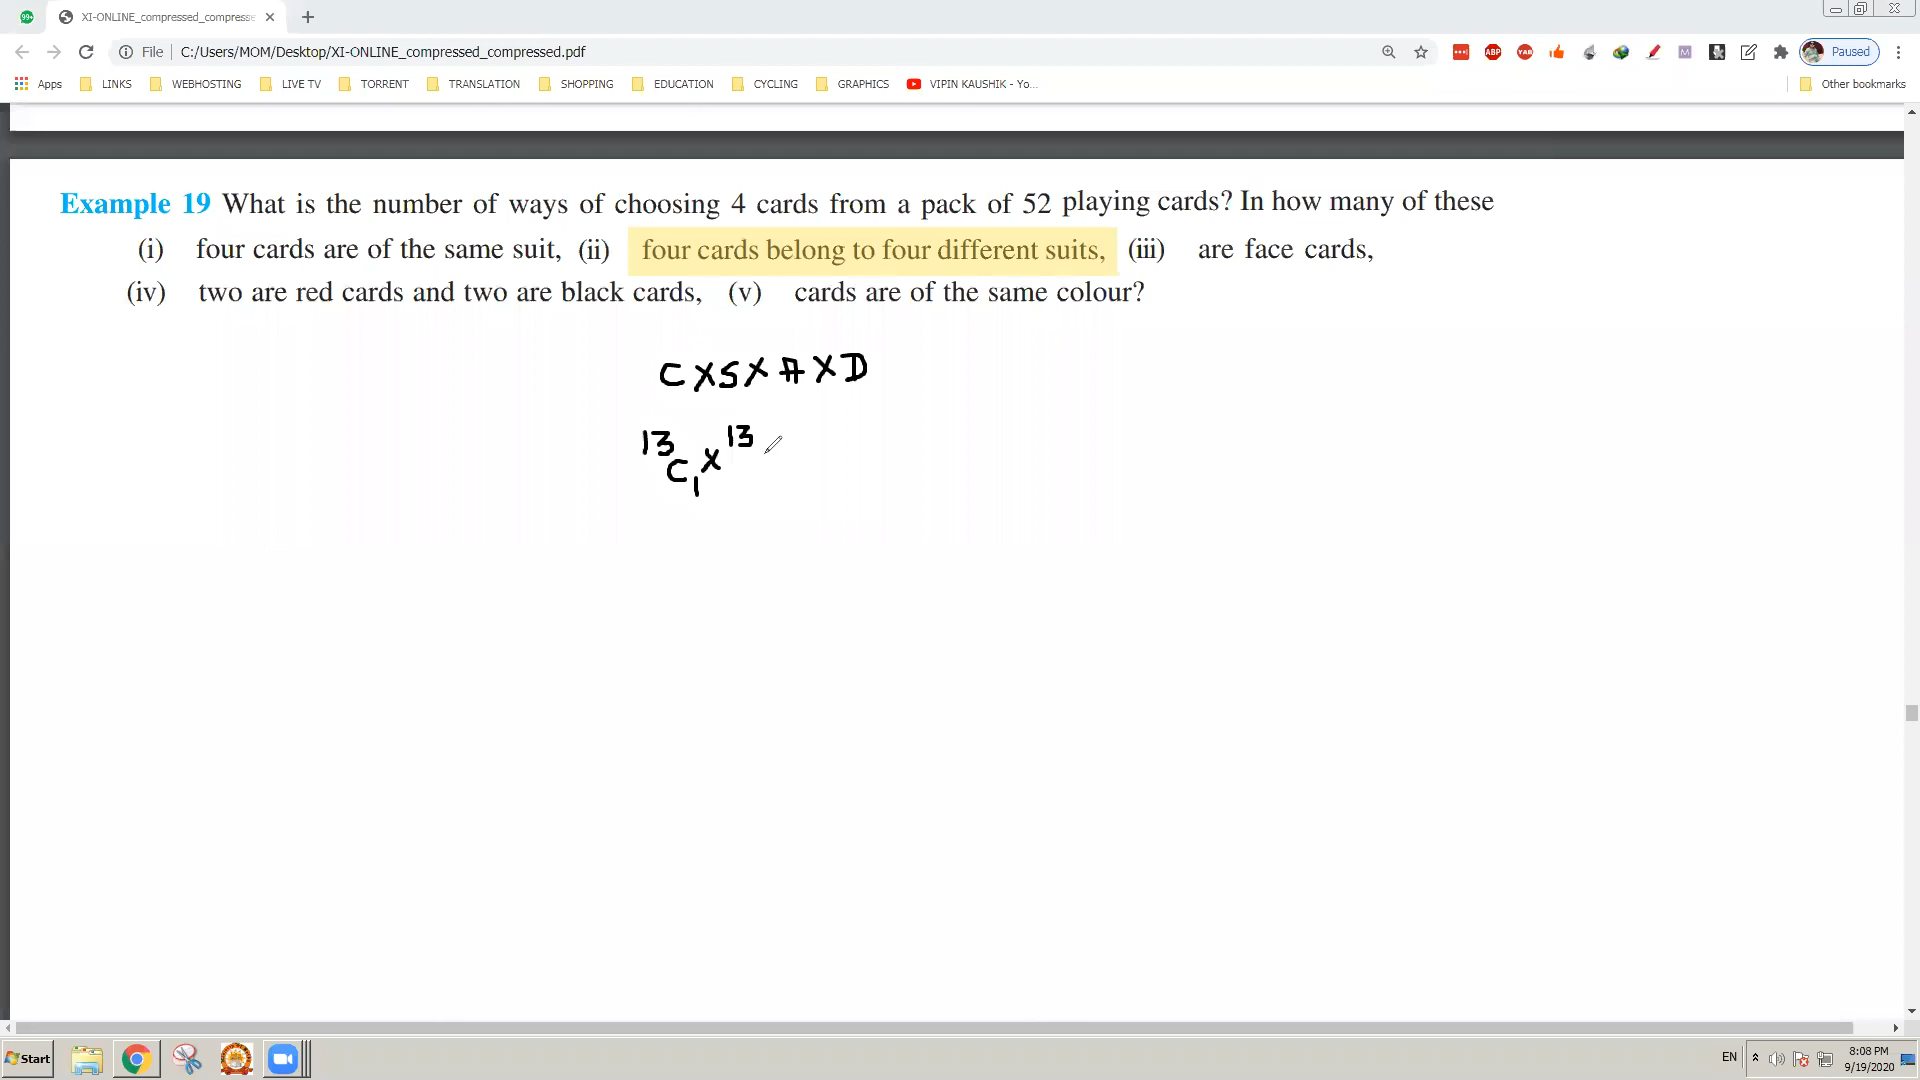 99+
XI-ONLINE_compressed_compresse
File
C:/Users/MOM/Desktop/XI-ONLINE_compressed_compressed.pdf
ABP
YAB
M
Paused
Apps
LINKS
WEBHOSTING
LIVE TV
TORRENT
TRANSLATION
SHOPPING
EDUCATION
CYCLING
GRAPHICS
VIPIN KAUSHIK - Yo...
Other bookmarks
Example 19 What is the number of ways of choosing 4 cards from a pack of 52 playing cards? In how many of these
(i) four cards are of the same suit, (ii) four cards belong to four different suits, (iii) are face cards,
(iv) two are red cards and two are black cards, (v) cards are of the same colour?
C X S X H X D
¹³C₁ X ¹³
Start
EN
8:08 PM
9/19/2020